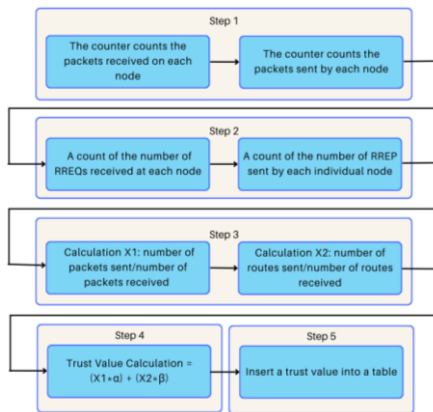 Step 1
The counter counts the
packets received on each
node
The counter counts the
packets sent by each node
Step 2
A count of the number of
RREQs received at each node
A count of the number of RREP
sent by each individual node
Step 3
Calculation X1: number of
packets sent/number of
packets received
Calculation X2: number of
routes sent/number of routes
received
Step 4
Trust Value Calculation =
(X1*α) + (X2*β)
Step 5
Insert a trust value into a table